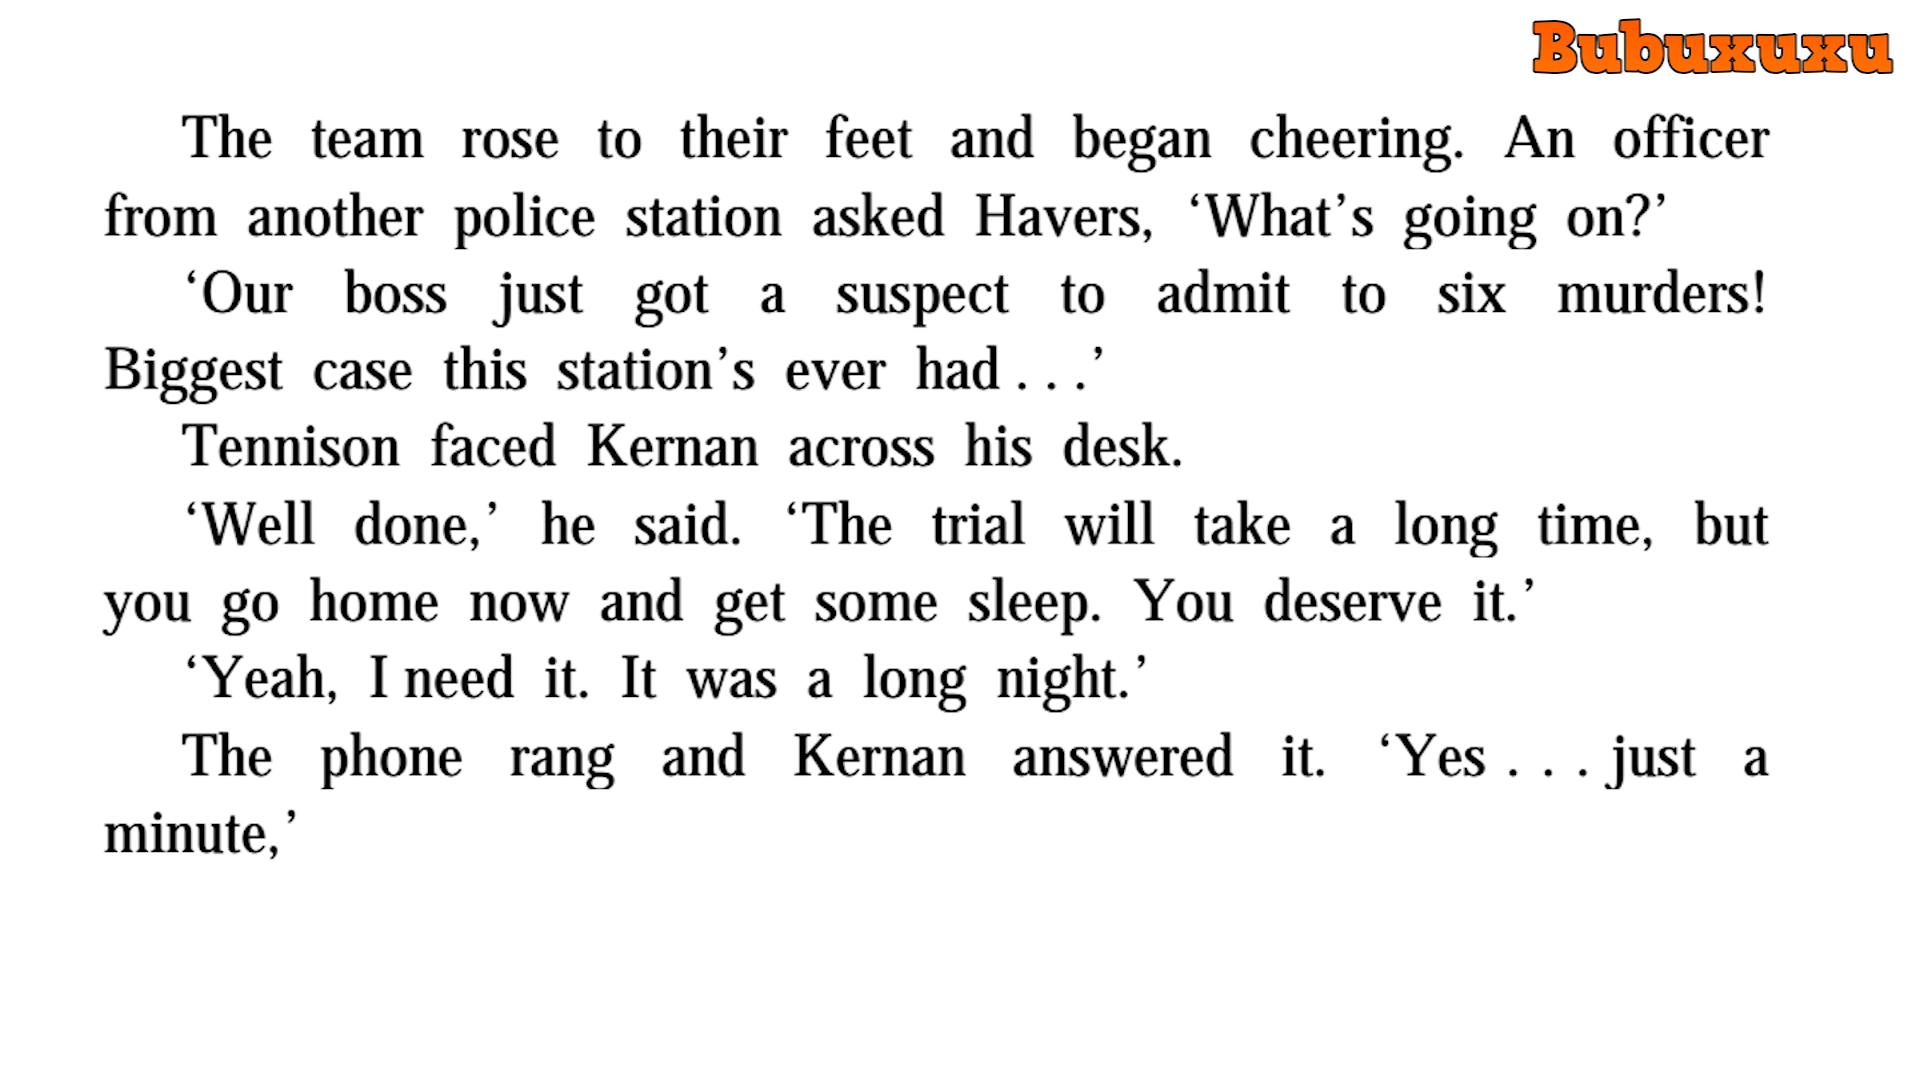 Bubuxuxu
The team rose to their feet and began cheering. An officer
from another police station asked Havers, ‘What’s going on?’
‘Our boss just got a suspect to admit to six murders!
Biggest case this station’s ever had . . .’
Tennison faced Kernan across his desk.
‘Well done,’ he said. ‘The trial will take a long time, but
you go home now and get some sleep. You deserve it.’
‘Yeah, I need it. It was a long night.’
The phone rang and Kernan answered it. ‘Yes . . . just a
minute,’